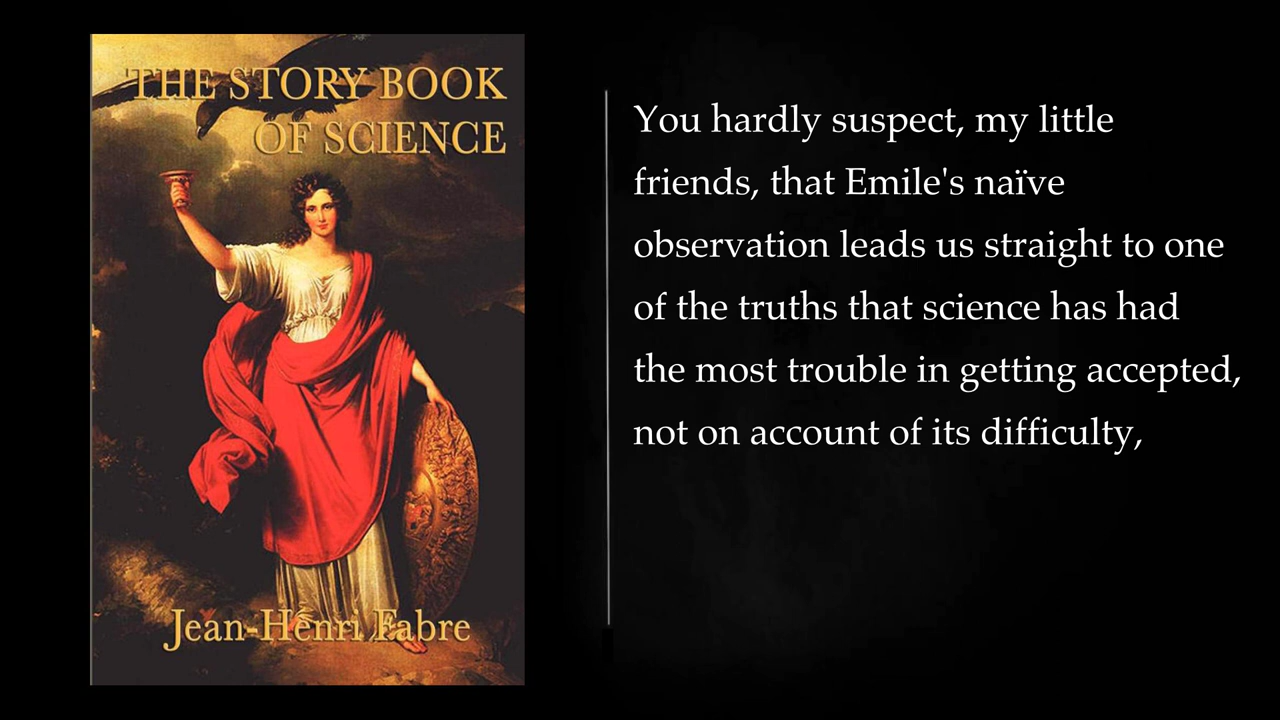 THE STORY BOOK
OF SCIENCE
Jean-Henri Fabre
You hardly suspect, my little
friends, that Emile's naïve
observation leads us straight to one
of the truths that science has had
the most trouble in getting accepted,
not on account of its difficulty,